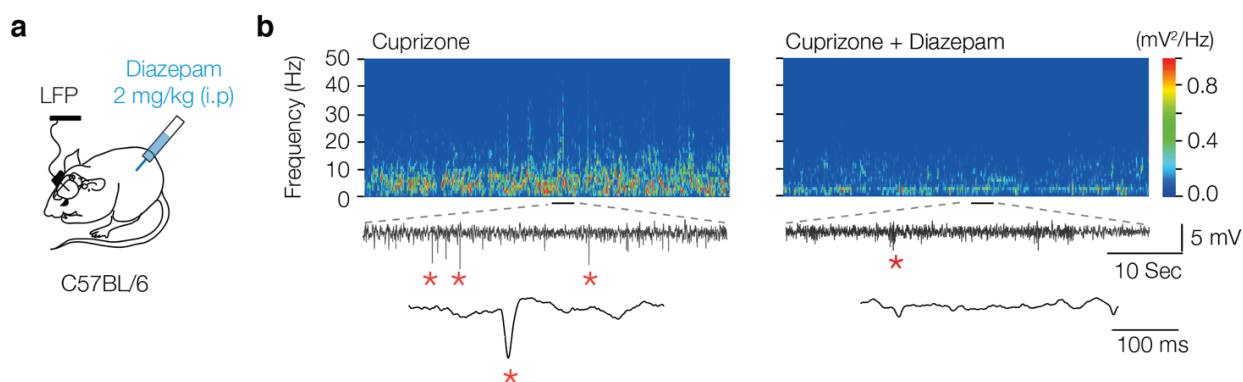 a
LFP
Diazepam
2 mg/kg (i.p)
C57BL/6
b
Cuprizone
Cuprizone + Diazepam
(mV²/Hz)
Frequency (Hz)
50
40
30
20
10
0
0.8
0.4
0.0
* * *
*
5 mV
10 Sec
*
100 ms